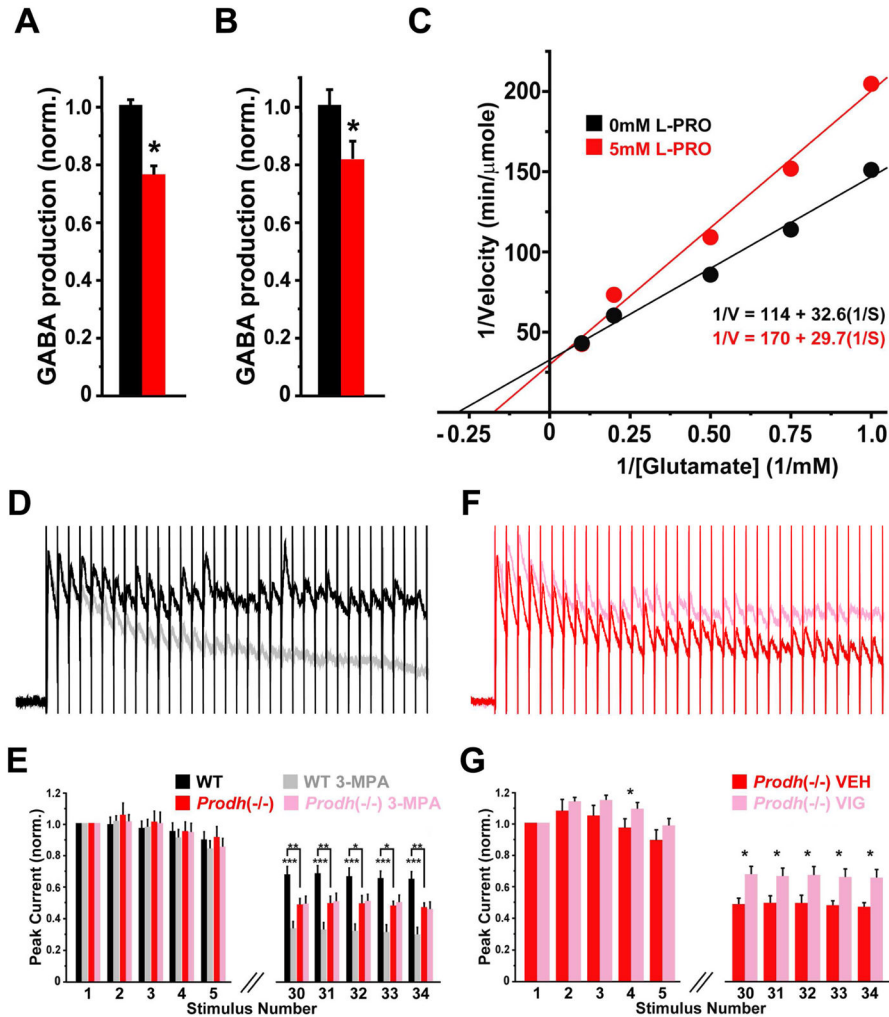 A
GABA production (norm.)
1.0
0.8
0.6
0.4
0.2
0
*
B
GABA production (norm.)
1.0
0.8
0.6
0.4
0.2
0
*
C
1/Velocity (min/μmole)
200
150
100
50
0mM L-PRO
5mM L-PRO
1/V = 114 + 32.6(1/S)
1/V = 170 + 29.7(1/S)
-0.25 0 0.25 0.50 0.75 1.0
1/[Glutamate] (1/mM)
D
F
E
WT WT 3-MPA
Prodh(-/-) Prodh(-/-) 3-MPA
Peak Current (norm.)
1.2
1.0
0.8
0.6
0.4
0.2
0
** ** * * **
*** *** *** *** ***
1 2 3 4 5 // 30 31 32 33 34
Stimulus Number
G
Prodh(-/-) VEH
Prodh(-/-) VIG
Peak Current (norm.)
1.2
1.0
0.8
0.6
0.4
0.2
0
*
* * * * *
1 2 3 4 5 // 30 31 32 33 34
Stimulus Number